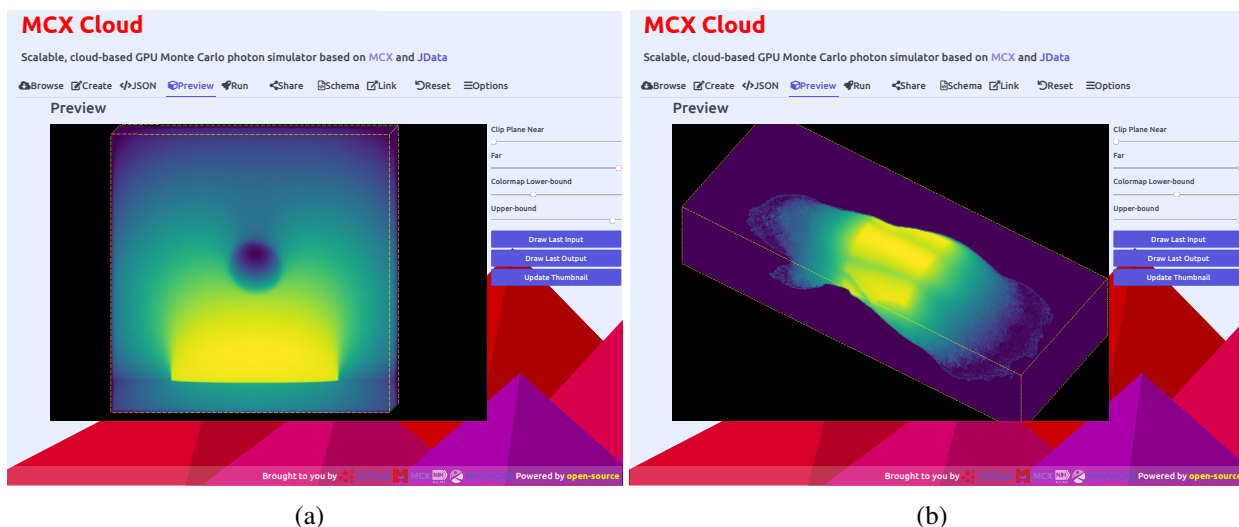 MCX Cloud
Scalable, cloud-based GPU Monte Carlo photon simulator based on MCX and JData
Browse Create </>JSON Preview Run Share Schema Link Reset Options
Preview
Clip Plane Near
Far
Colormap Lower-bound
Upper-bound
Draw Last Input
Draw Last Output
Update Thumbnail
Brought to you by MCX NIH Powered by open-source
(a)
MCX Cloud
Scalable, cloud-based GPU Monte Carlo photon simulator based on MCX and JData
Browse Create </>JSON Preview Run Share Schema Link Reset Options
Preview
Clip Plane Near
Far
Colormap Lower-bound
Upper-bound
Draw Last Input
Draw Last Output
Update Thumbnail
Brought to you by MCX NIH Powered by open-source
(b)